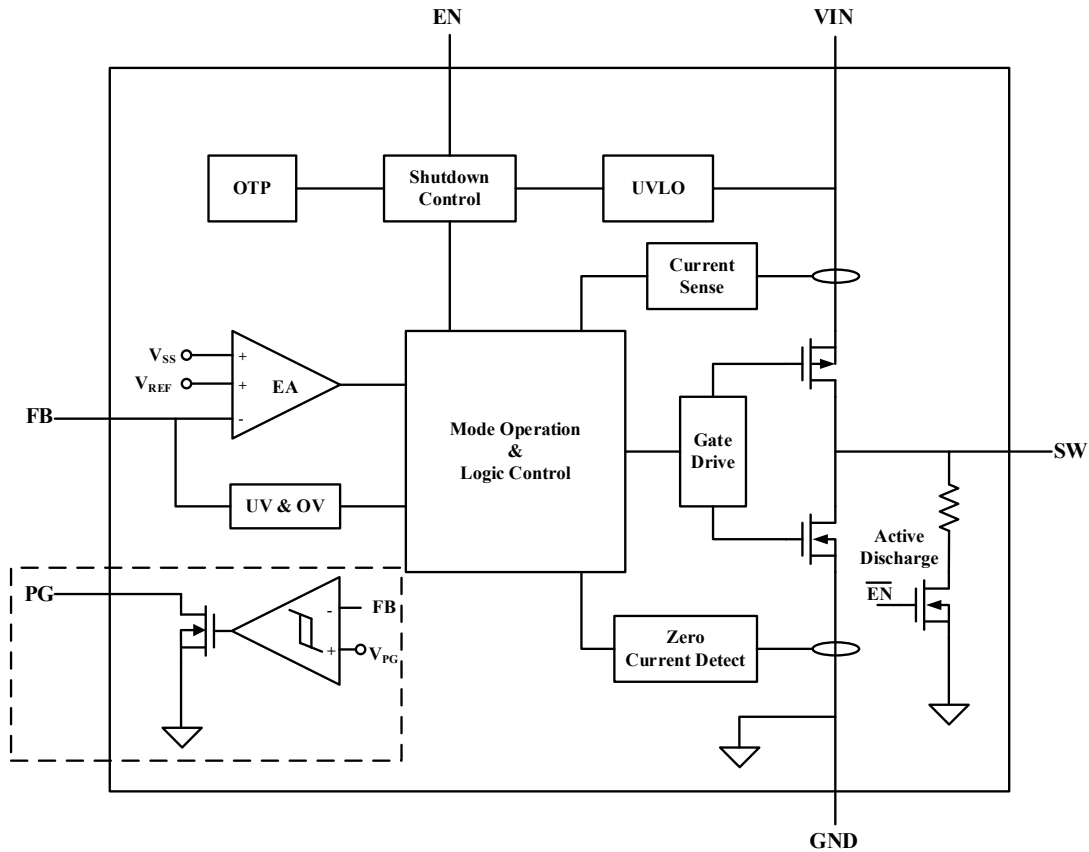 EN
VIN
OTP
Shutdown
Control
UVLO
Current
Sense
VSS
+
VREF
+
EA
FB
-
Mode Operation
&
Logic Control
Gate
Drive
SW
UV & OV
Active
Discharge
EN
PG
-
FB
+
VPG
Zero
Current Detect
GND